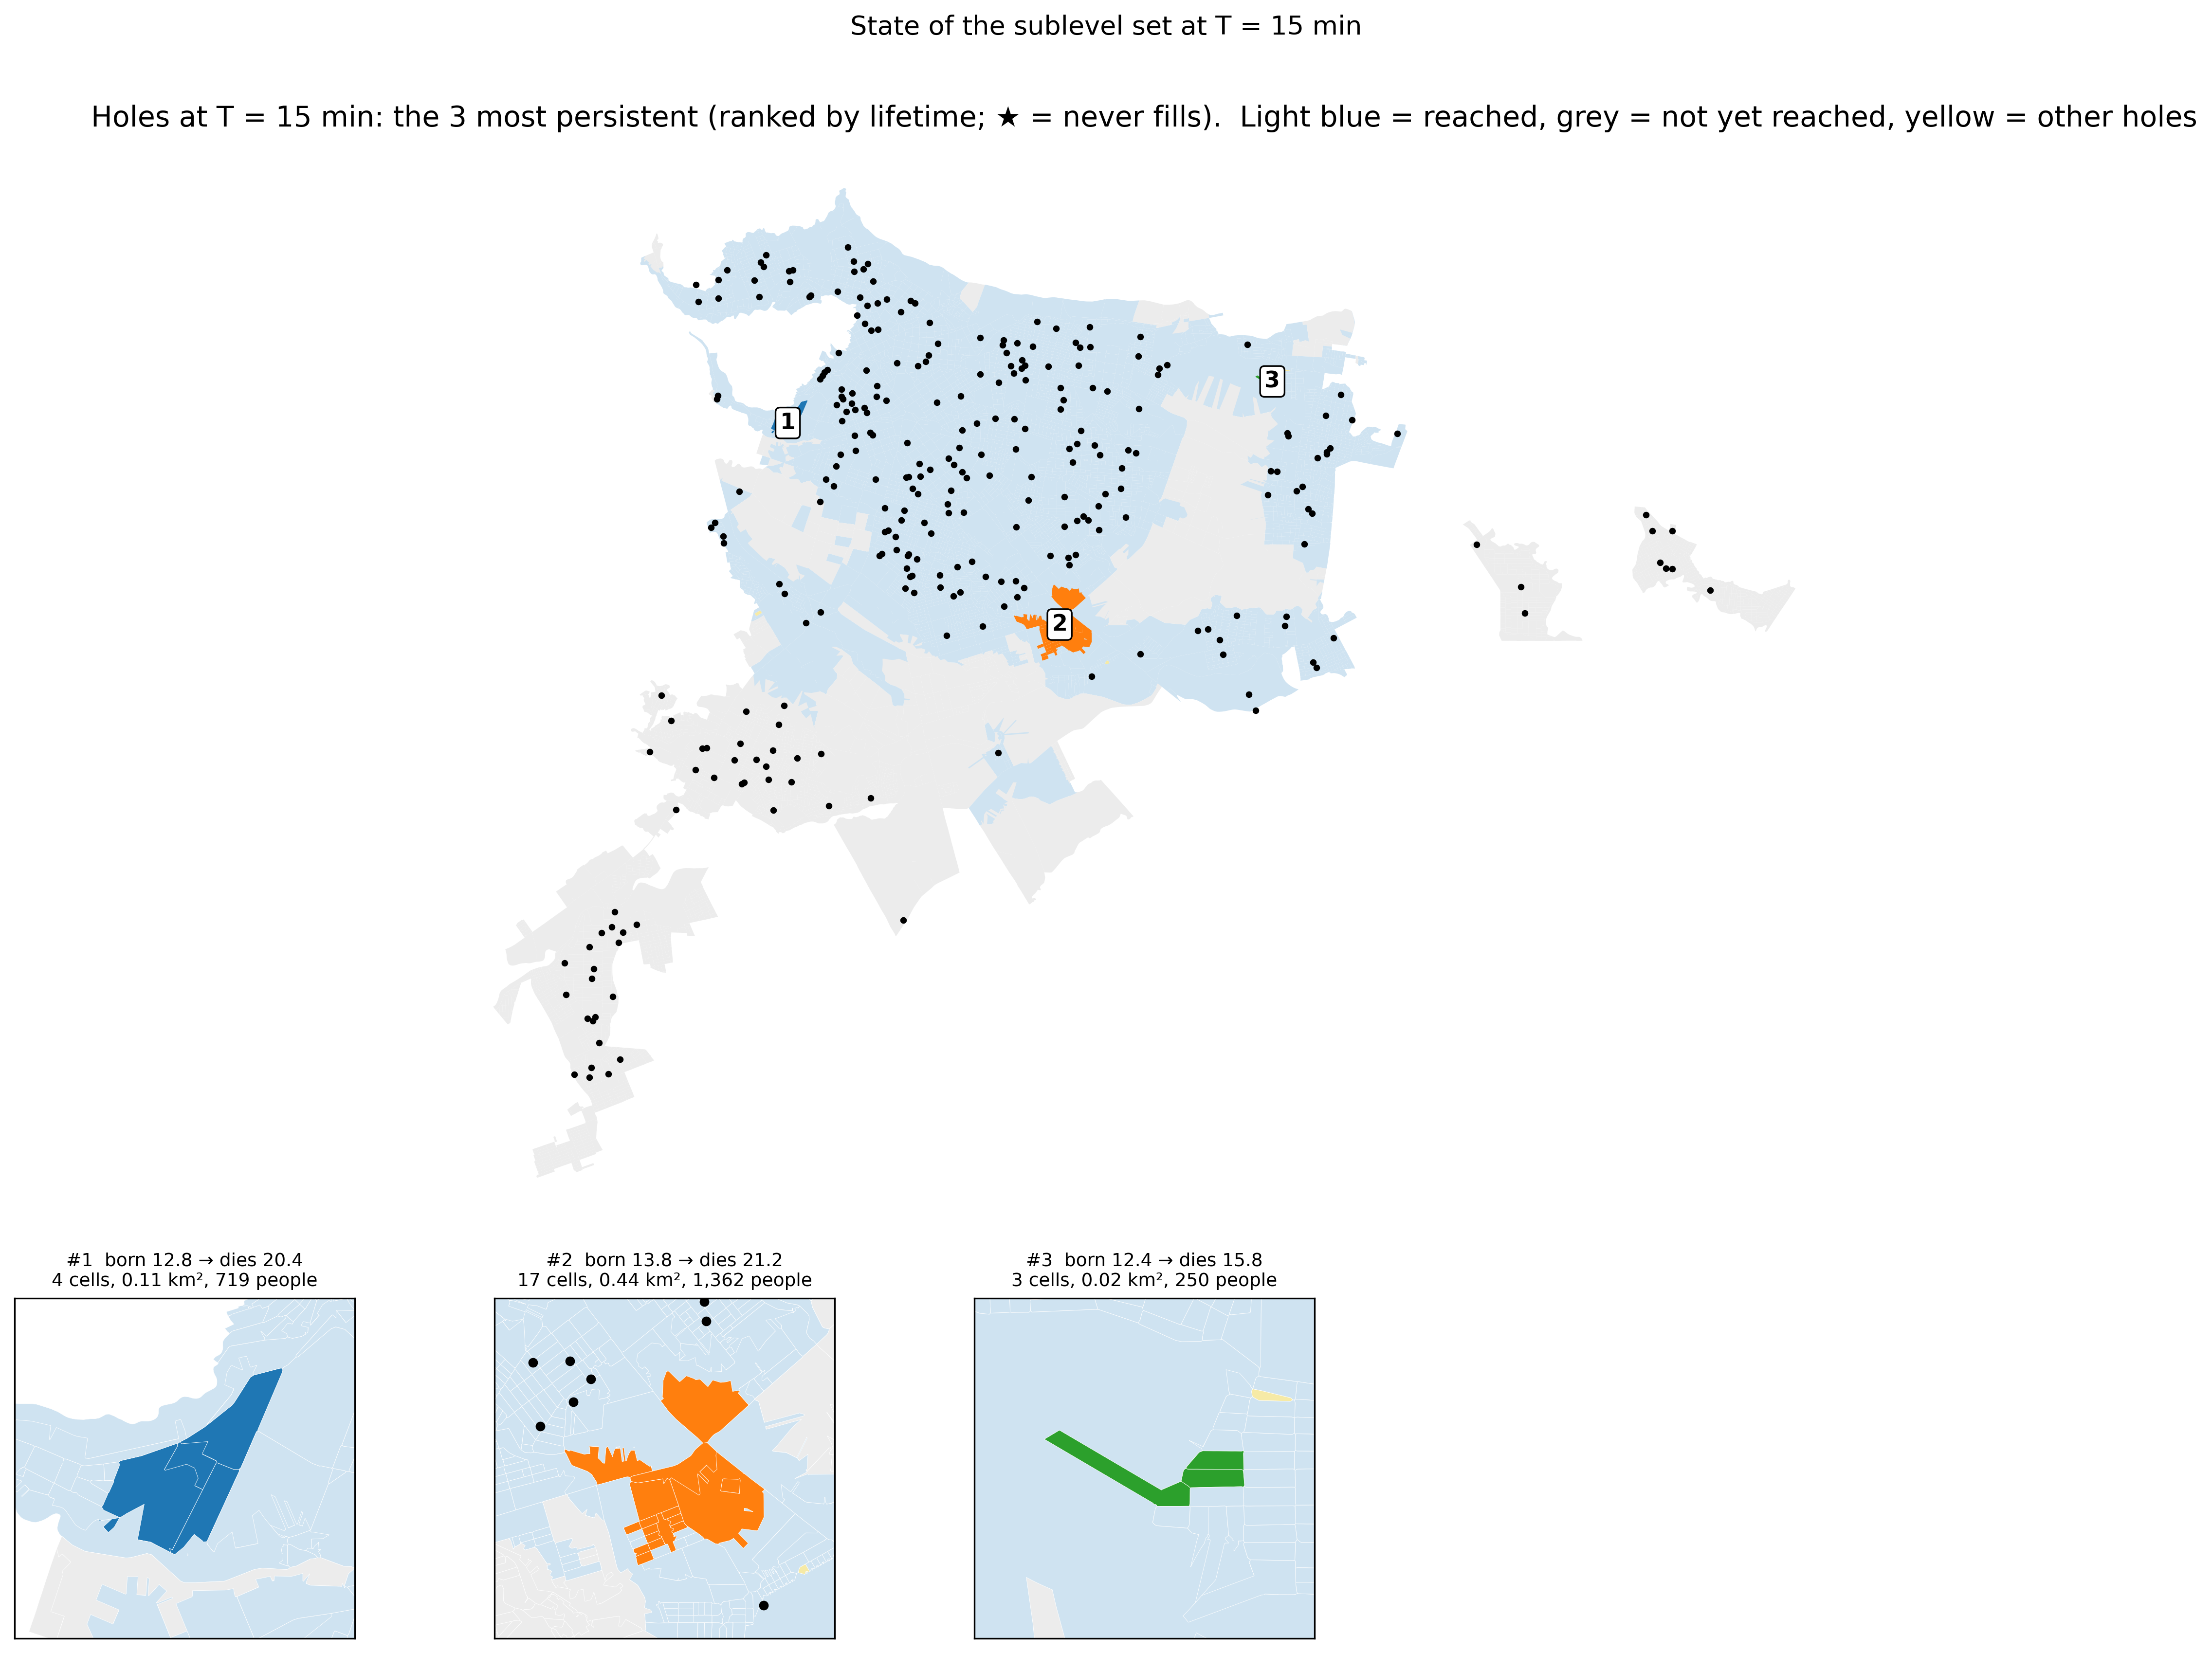 State of the sublevel set at T = 15 min
Holes at T = 15 min: the 3 most persistent (ranked by lifetime; ★ = never fills).  Light blue = reached, grey = not yet reached, yellow = other holes
3
1
2
#1  born 12.8 → dies 20.4
4 cells, 0.11 km², 719 people
#2  born 13.8 → dies 21.2
17 cells, 0.44 km², 1,362 people
#3  born 12.4 → dies 15.8
3 cells, 0.02 km², 250 people